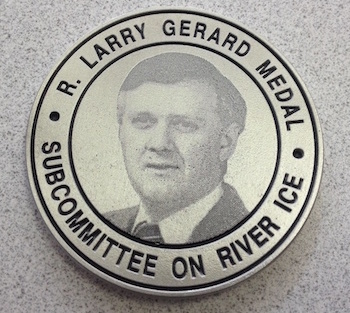 R. LARRY GERARD MEDAL
SUBCOMMITTEE ON RIVER ICE